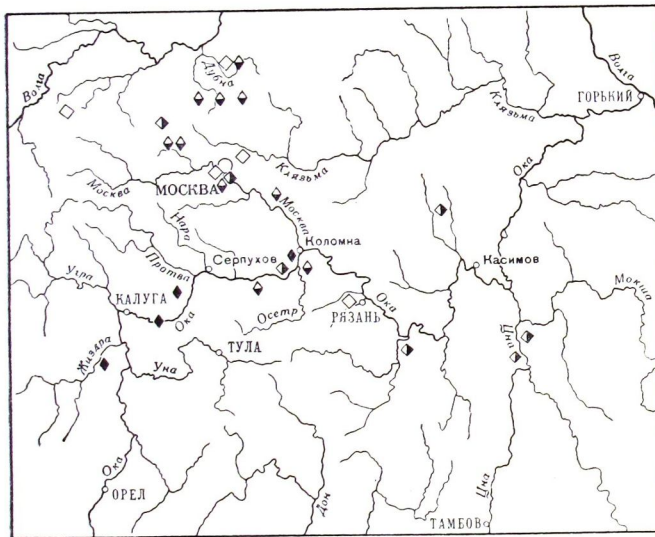 Волга
Дубна
Волга
ГОРЬКИЙ
Клязьма
Клязьма
Ока
Москва
МОСКВА
Москва
Нара
Коломна
Протва
Серпухов
Касимов
Угра
КАЛУГА
Ока
Осетр
РЯЗАНЬ
Ока
Мокша
Цна
Жиздра
Упа
ТУЛА
Ока
ОРЕЛ
Дон
Цна
ТАМБОВ